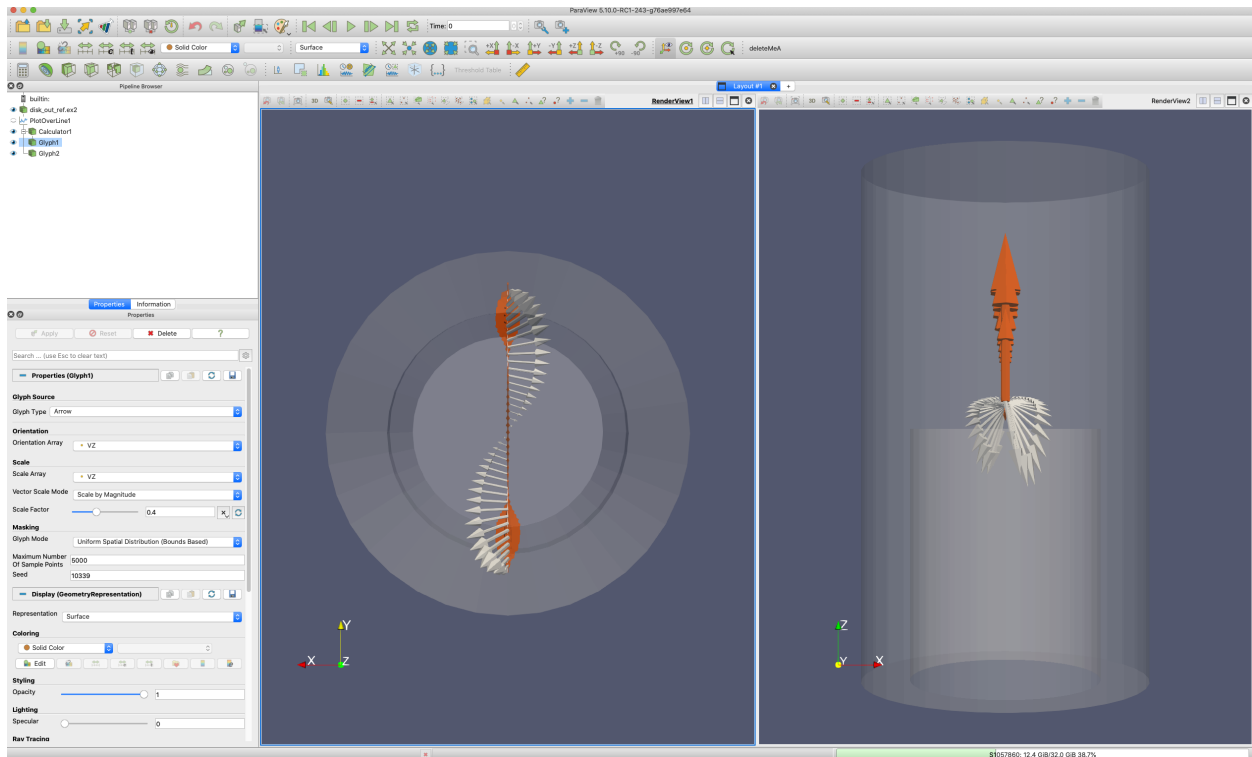 ParaView 5.10.0-RC1-243-g76ae997e64
Time: 0
Solid Color
Surface
+X -X +Y -Y +Z -Z +90 -90
deleteMeA
Threshold Table
Pipeline Browser
Layout #1
builtin:
3D
RenderView1
3D
RenderView2
disk_out_ref.ex2
PlotOverLine1
Calculator1
Glyph1
Glyph2
Properties
Information
Properties
Apply
Reset
Delete
?
Search ... (use Esc to clear text)
Properties (Glyph1)
Glyph Source
Glyph Type Arrow
Orientation
Orientation Array VZ
Scale
Scale Array VZ
Vector Scale Mode Scale by Magnitude
Scale Factor 0.4
Masking
Glyph Mode Uniform Spatial Distribution (Bounds Based)
Maximum Number
Of Sample Points 5000
Seed 10339
Display (GeometryRepresentation)
Representation Surface
Coloring
Solid Color
Edit
Styling
Opacity 1
Lighting
Specular 0
Ray Tracing
Y
X
Z
Z
Y
X
S1057860: 12.4 GiB/32.0 GiB 38.7%